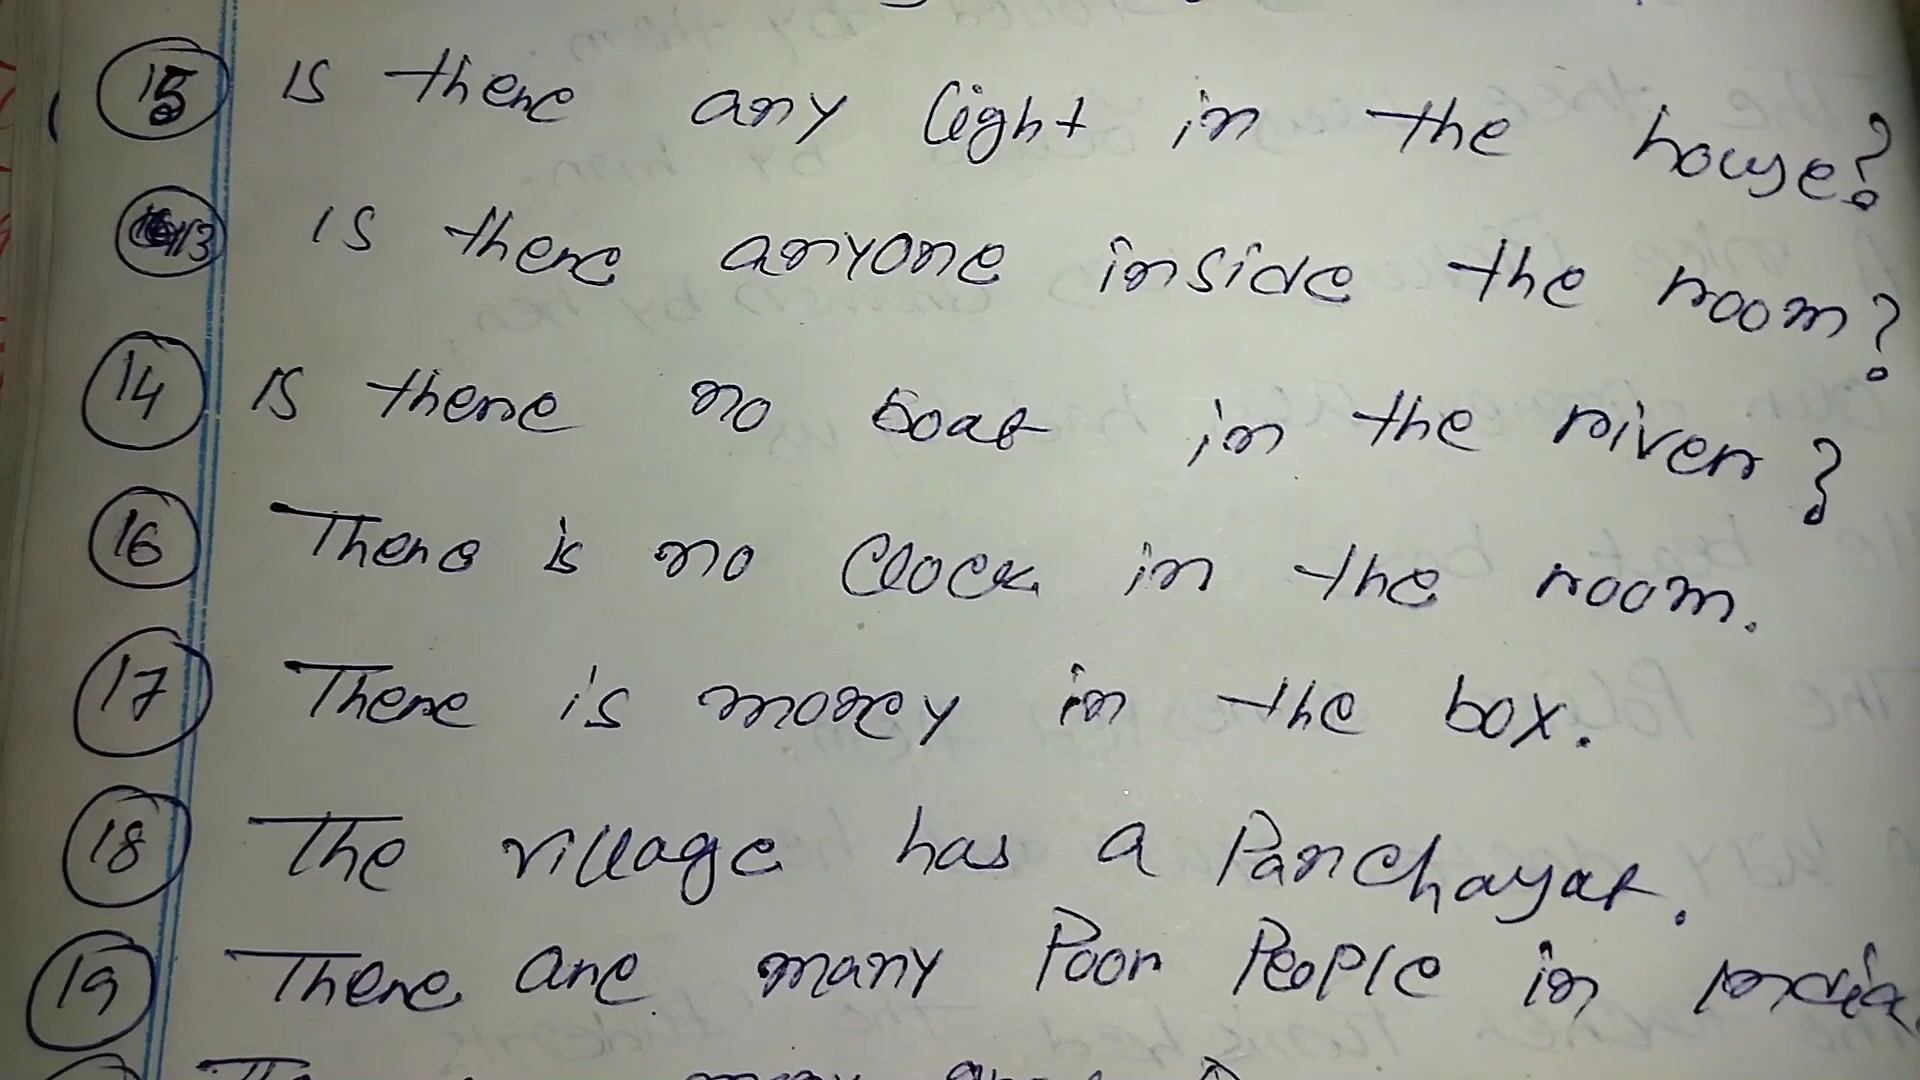 15 is there any light in the house?
13 is there anyone inside the room?
14 is there no boat in the river?
16 There is no Clock in the room.
17 There is money in the box.
18 The village has a Panchayat.
19 There are many Poor People in India.
many